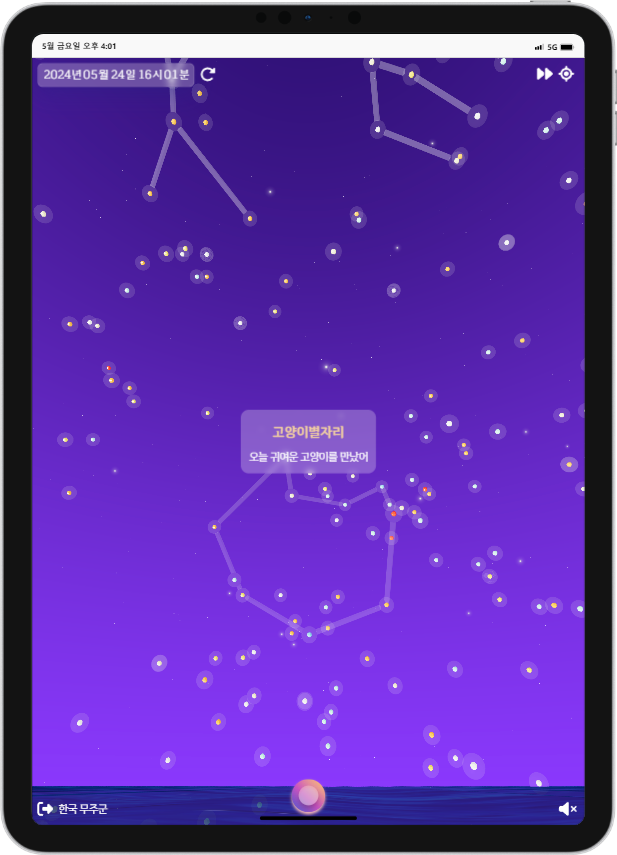 5월 금요일 오후 4:01
5G
2024년05월24일 16시01분
고양이별자리
오늘 귀여운 고양이를 만났어
한국 무주군